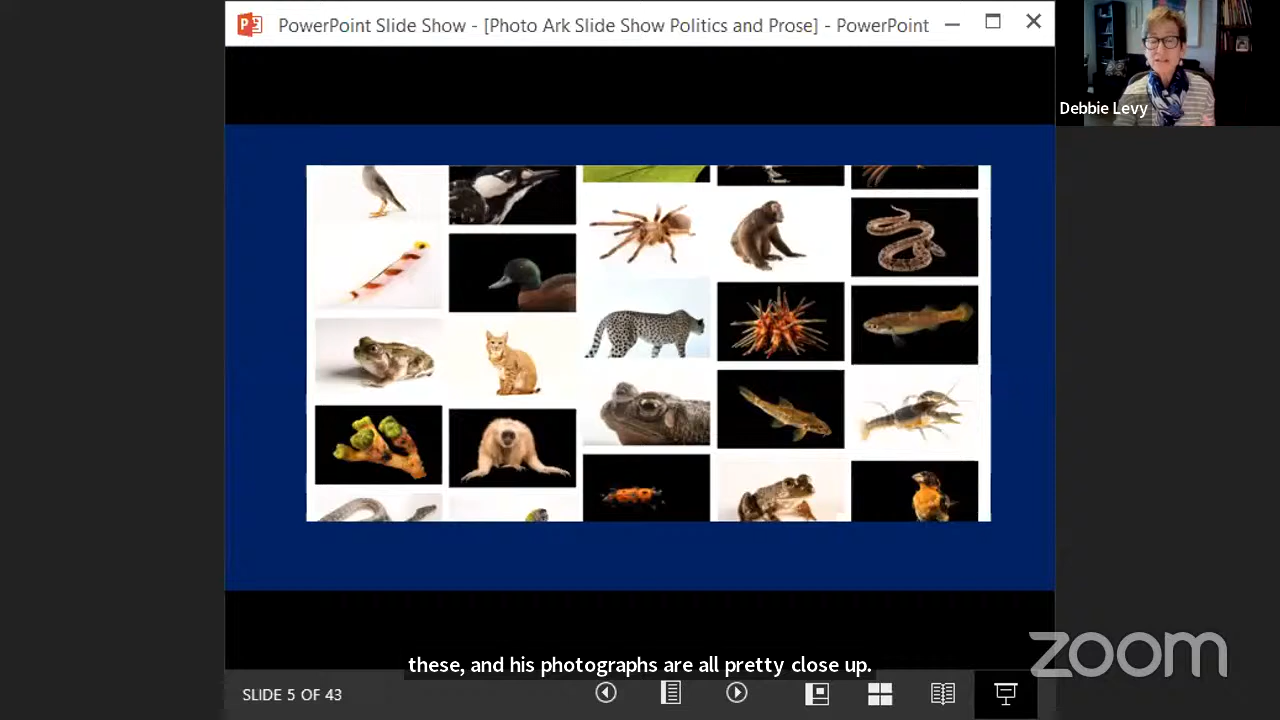 PowerPoint Slide Show - [Photo Ark Slide Show Politics and Prose] - PowerPoint
Debbie Levy
these, and his photographs are all pretty close up.
zoom
SLIDE 5 OF 43